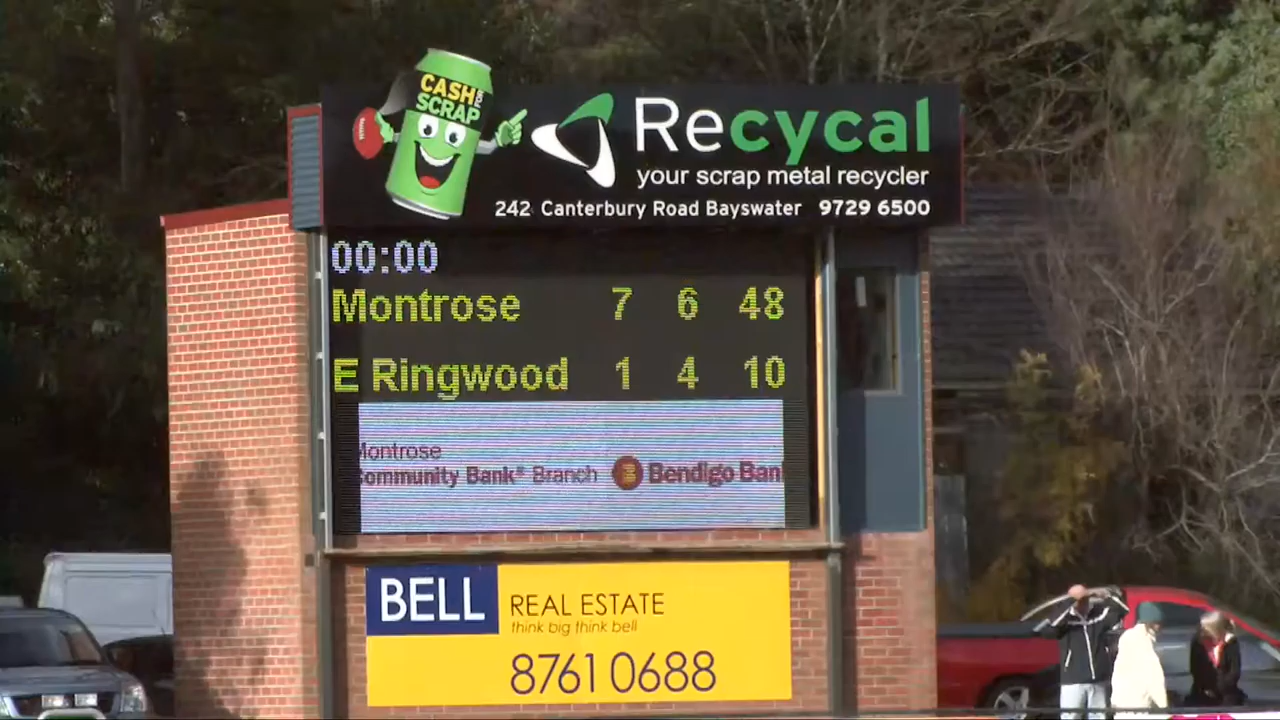 CASH FOR
SCRAP
Recycal
your scrap metal recycler
242 Canterbury Road Bayswater 9729 6500
00:00
Montrose 7 6 48
E Ringwood 1 4 10
Montrose
Community Bank® Branch Bendigo Ban
BELL REAL ESTATE
think big think bell
8761 0688